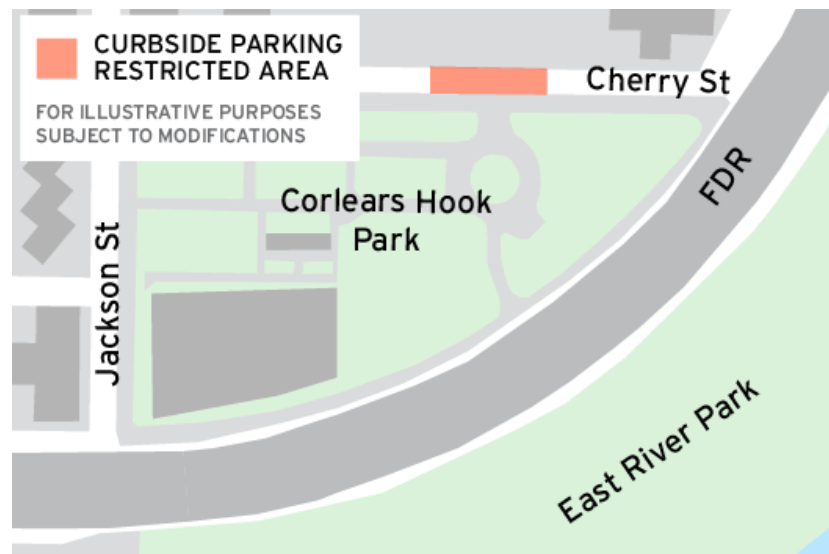 CURBSIDE PARKING
RESTRICTED AREA
FOR ILLUSTRATIVE PURPOSES
SUBJECT TO MODIFICATIONS
Cherry St
FDR
Corlears Hook
Park
Jackson St
East River Park